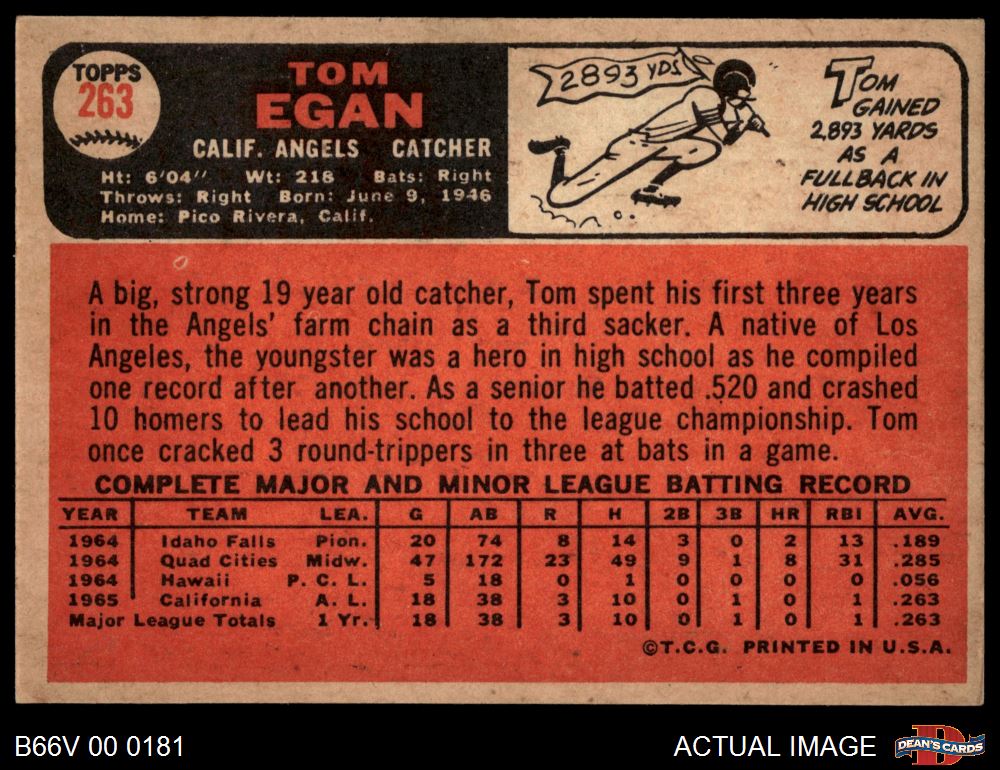 TOPPS
263
TOM
EGAN
CALIF. ANGELS CATCHER
Ht: 6'04" Wt: 218 Bats: Right
Throws: Right Born: June 9, 1946
Home: Pico Rivera, Calif.
2893 YDS
TOM
GAINED
2,893 YARDS
AS A
FULLBACK IN
HIGH SCHOOL
A big, strong 19 year old catcher, Tom spent his first three years
in the Angels' farm chain as a third sacker. A native of Los
Angeles, the youngster was a hero in high school as he compiled
one record after another. As a senior he batted .520 and crashed
10 homers to lead his school to the league championship. Tom
once cracked 3 round-trippers in three at bats in a game.
COMPLETE MAJOR AND MINOR LEAGUE BATTING RECORD
YEAR TEAM LEA. G AB R H 2B 3B HR RBI AVG.
1964 Idaho Falls Pion. 20 74 8 14 3 0 2 13 .189
1964 Quad Cities Midw. 47 172 23 49 9 1 8 31 .285
1964 Hawaii P. C. L. 5 18 0 1 0 0 0 0 .056
1965 California A. L. 18 38 3 10 0 1 0 1 .263
Major League Totals 1 Yr. 18 38 3 10 0 1 0 1 .263
©T.C.G. PRINTED IN U.S.A.
B66V 00 0181
ACTUAL IMAGE
D
DEAN'S CARDS